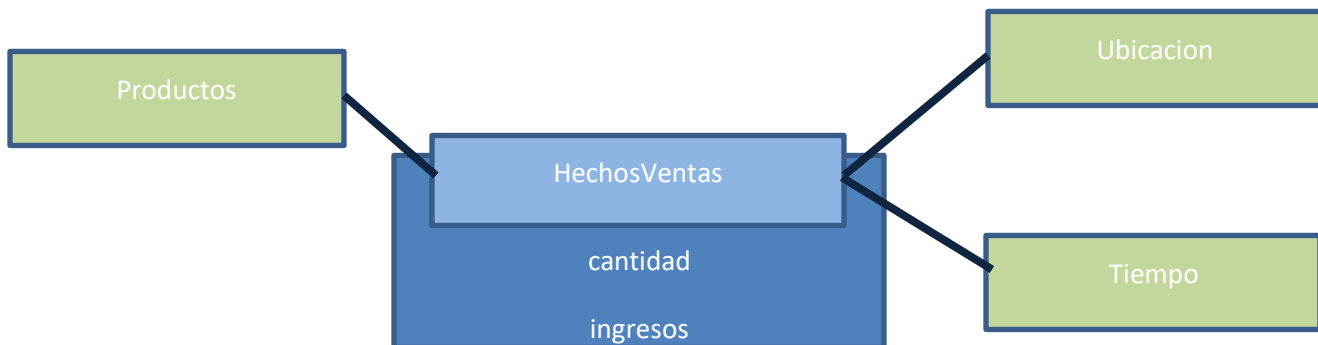 Productos
Ubicacion
HechosVentas
cantidad
ingresos
Tiempo